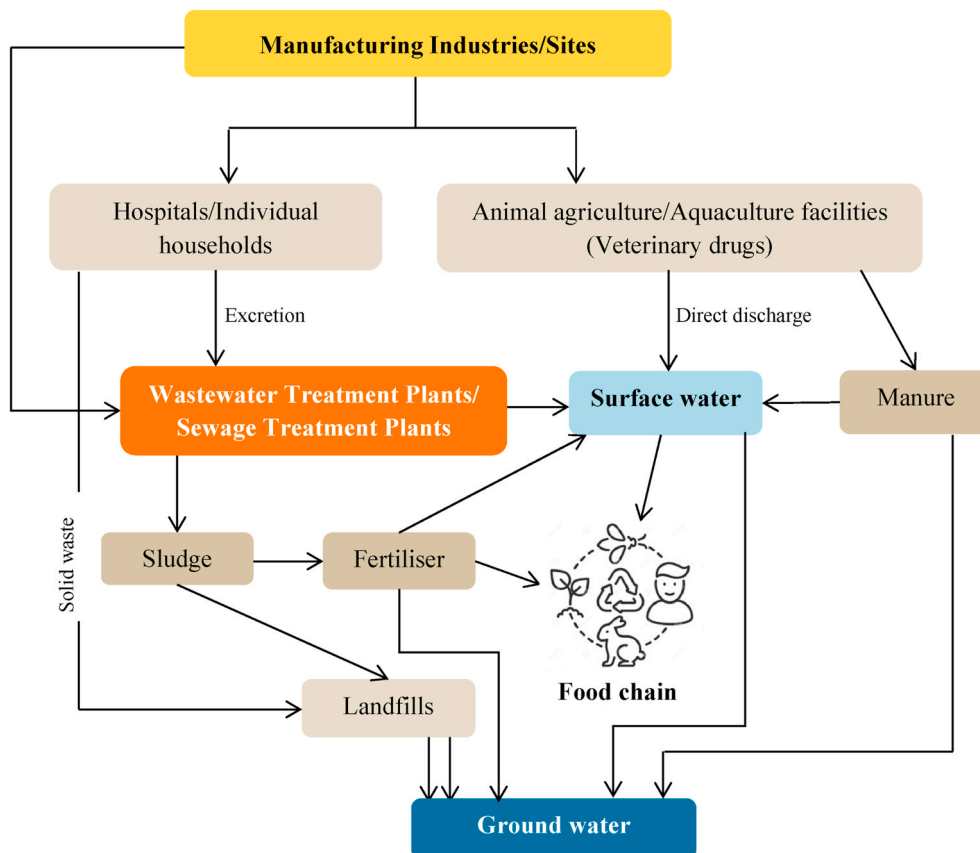 Manufacturing Industries/Sites
Hospitals/Individual
households
Animal agriculture/Aquaculture facilities
(Veterinary drugs)
Excretion
Direct discharge
Wastewater Treatment Plants/
Sewage Treatment Plants
Surface water
Manure
Solid waste
Sludge
Fertiliser
Food chain
Landfills
Ground water